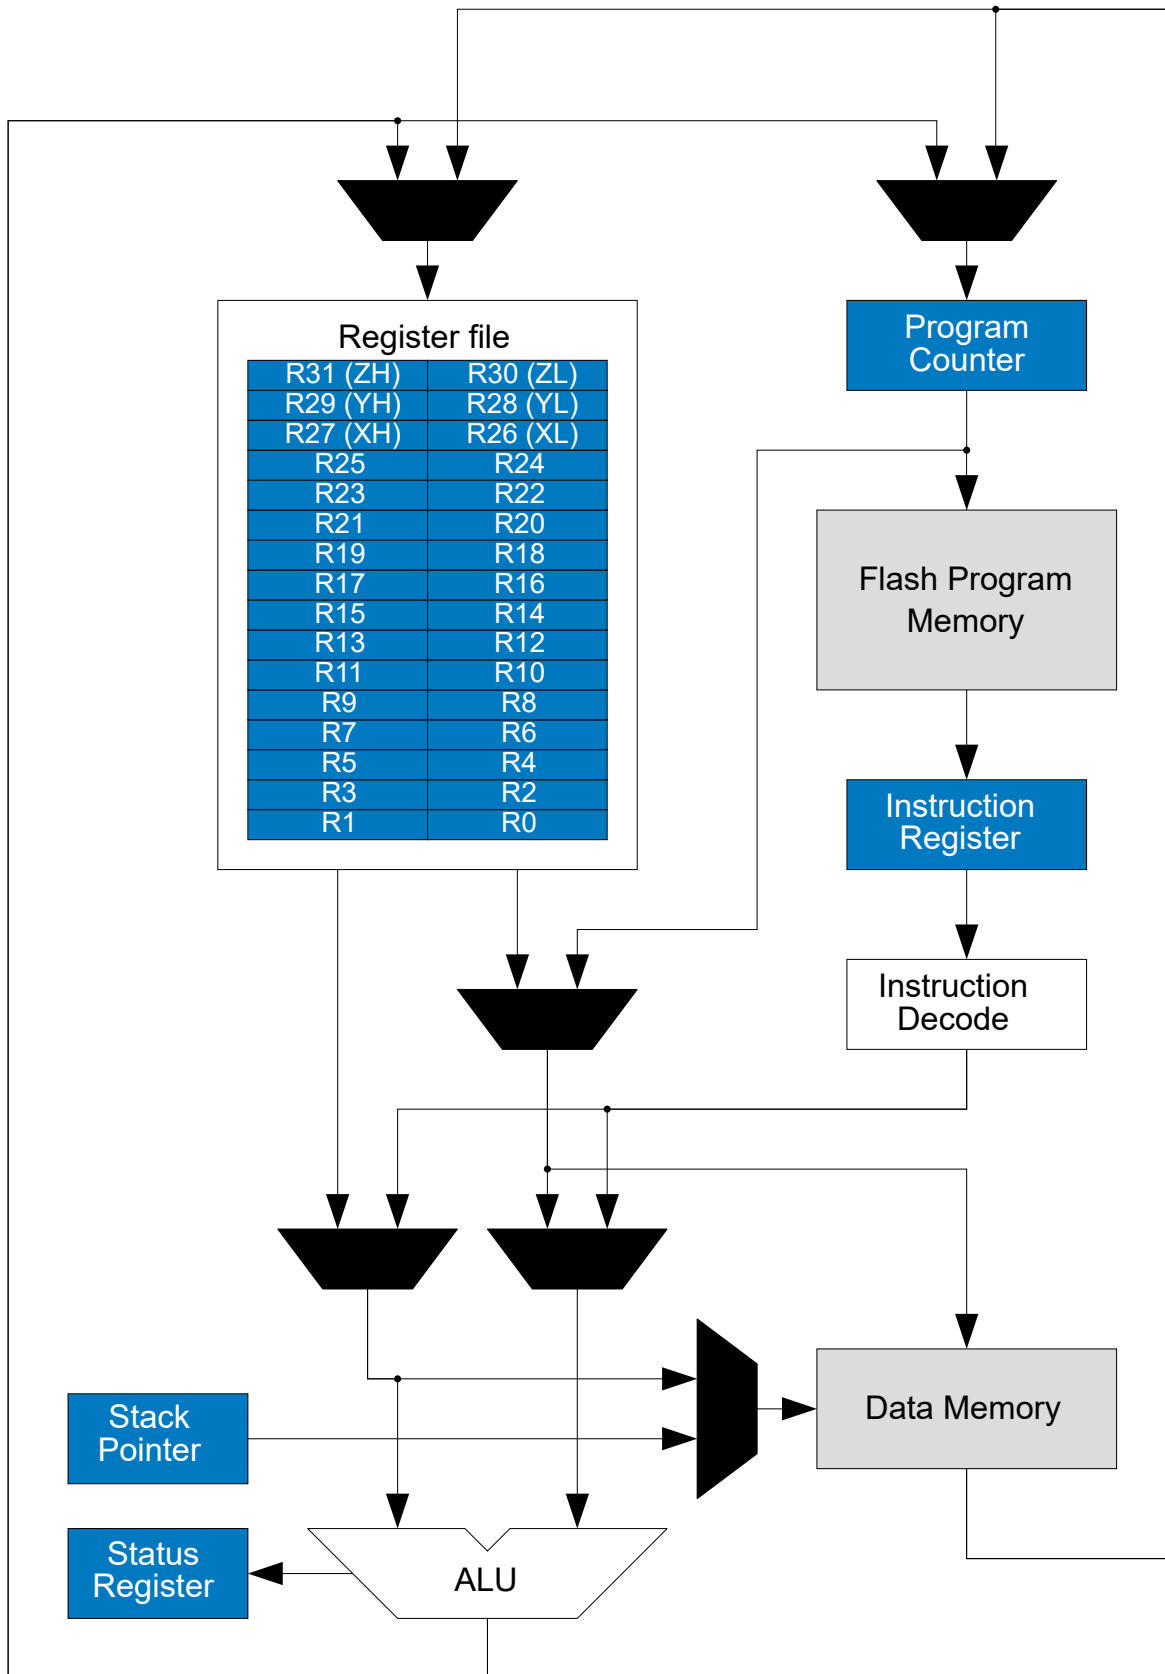 Register file
R31 (ZH) R30 (ZL)
R29 (YH) R28 (YL)
R27 (XH) R26 (XL)
R25 R24
R23 R22
R21 R20
R19 R18
R17 R16
R15 R14
R13 R12
R11 R10
R9 R8
R7 R6
R5 R4
R3 R2
R1 R0
Program
Counter
Flash Program
Memory
Instruction
Register
Instruction
Decode
Stack
Pointer
Data Memory
Status
Register
ALU